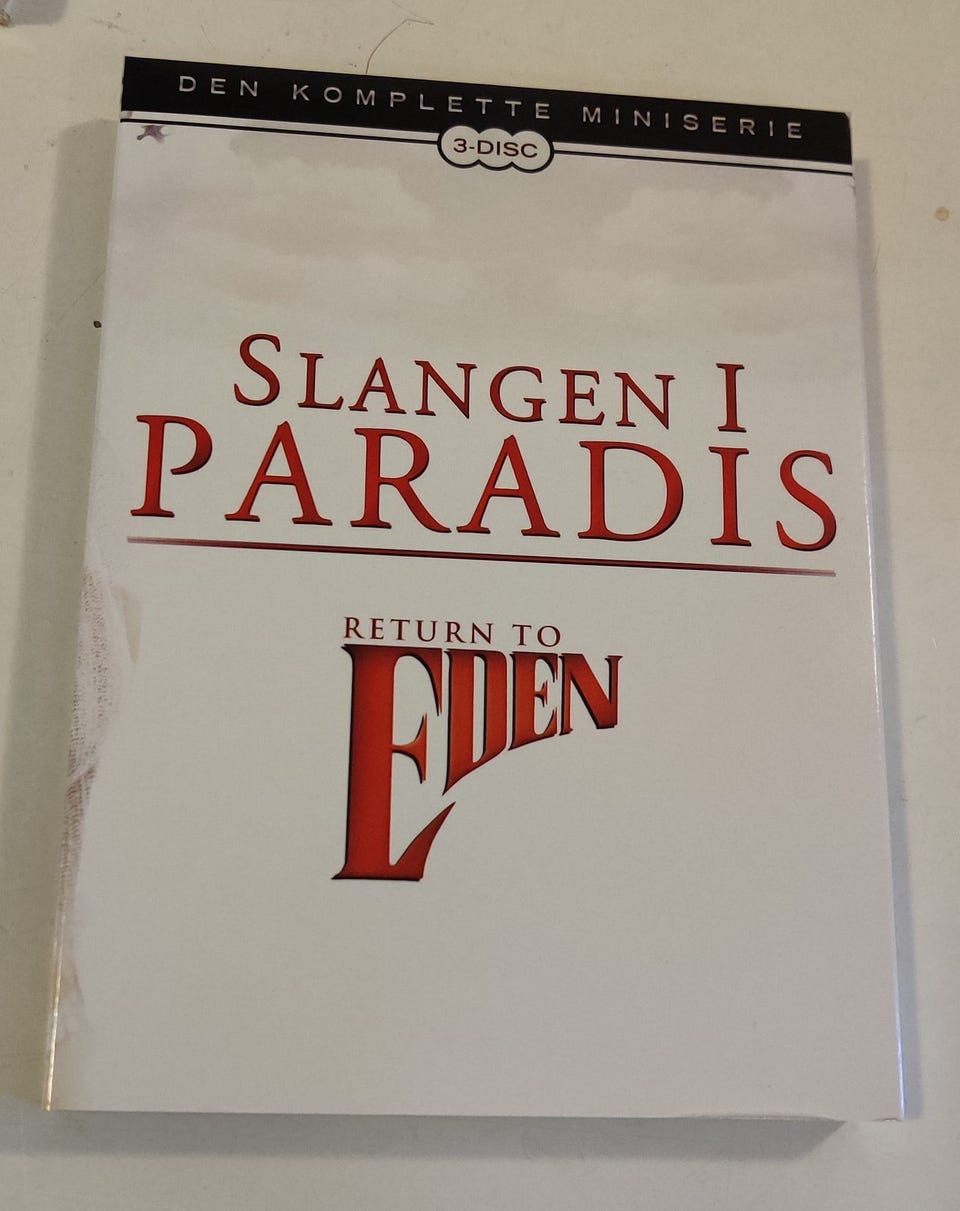 DEN KOMPLETTE MINISERIE
3-DISC
SLANGEN I
PARADIS
RETURN TO
EDEN